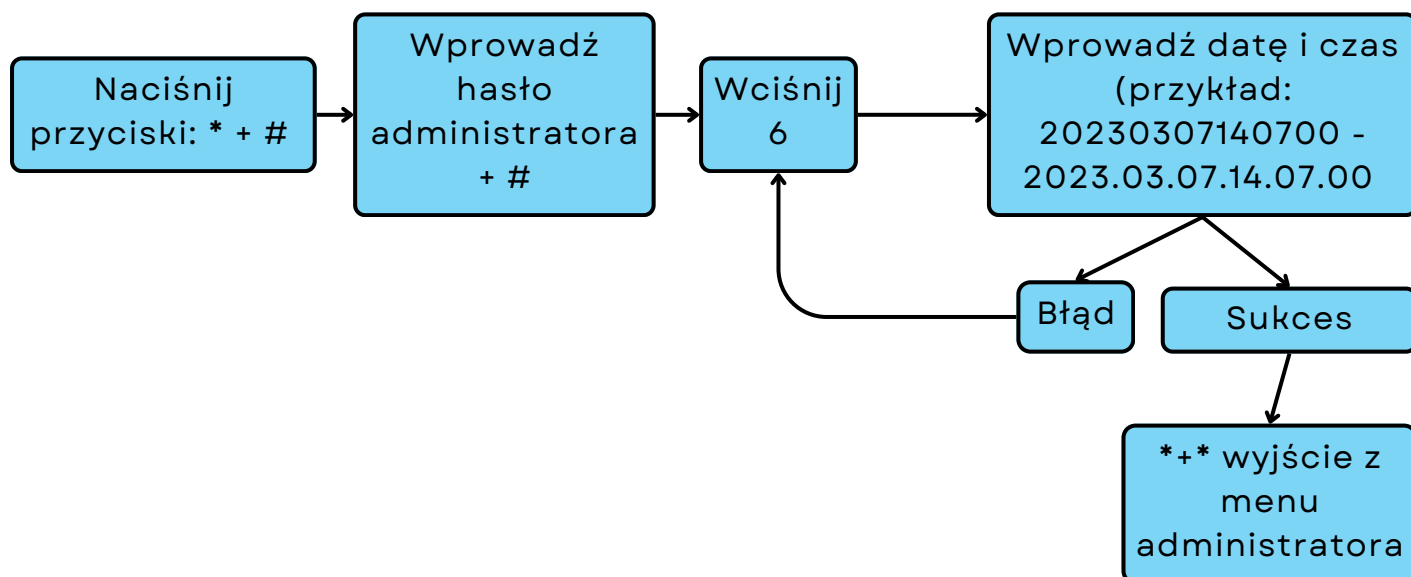 Naciśnij
przyciski: * + #
Wprowadź
hasło
administratora
+ #
Wciśnij
6
Wprowadź datę i czas
(przykład:
20230307140700 -
2023.03.07.14.07.00
Błąd
Sukces
*+* wyjście z
menu
administratora